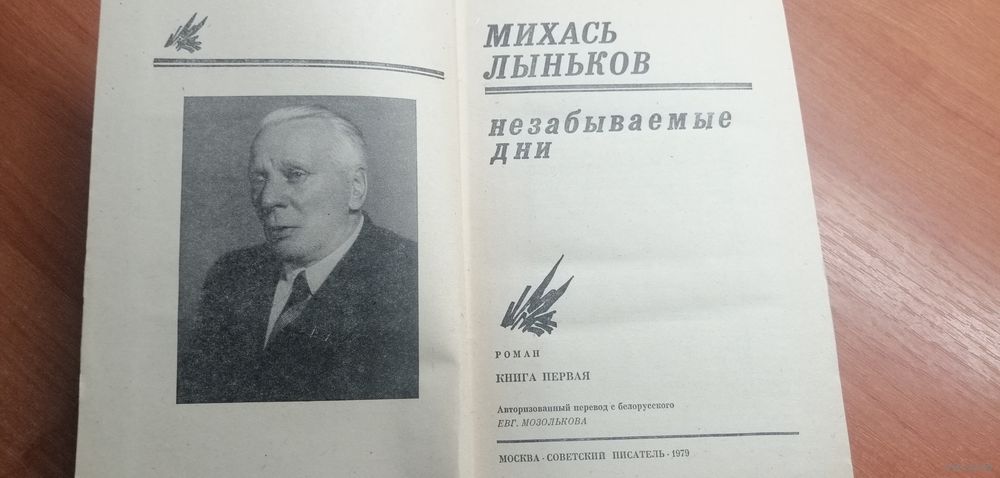 МИХАСЬ
ЛЫНЬКОВ
незабываемые
дни
РОМАН
КНИГА ПЕРВАЯ
Авторизованный перевод с белорусского
ЕВГ. МОЗОЛЬКОВА
МОСКВА · СОВЕТСКИЙ ПИСАТЕЛЬ · 1979